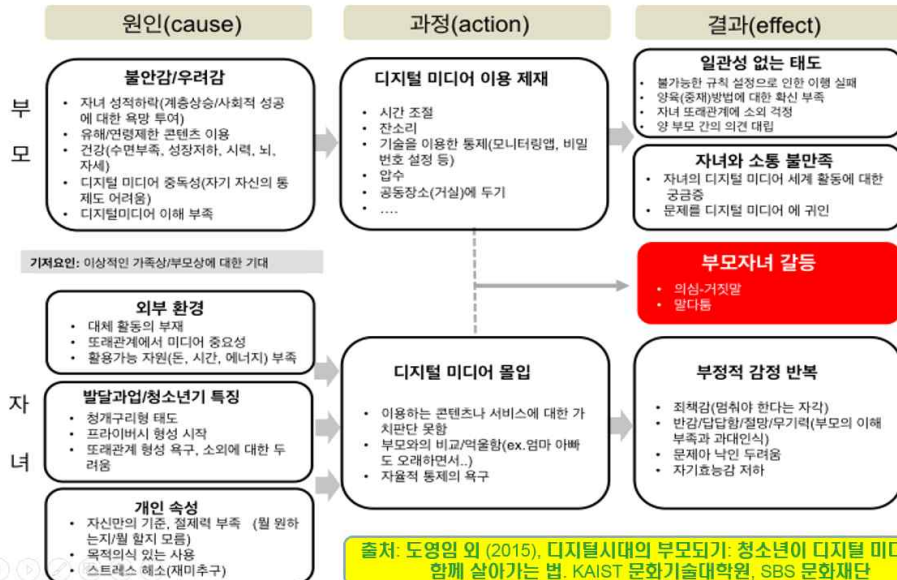 원인(cause)
과정(action)
결과(effect)
부
모
불안감/우려감
• 자녀 성적하락(계층상승/사회적 성공
에 대한 욕망 투여)
• 유해/연령제한 콘텐츠 이용
• 건강(수면부족, 성장저하, 시력, 뇌,
자세)
• 디지털 미디어 중독성(자기 자신의 통
제도 어려움)
• 디지털미디어 이해 부족
디지털 미디어 이용 제재
• 시간 조절
• 잔소리
• 기술을 이용한 통제(모니터링앱, 비밀
번호 설정 등)
• 압수
• 공동장소(거실)에 두기
• ....
일관성 없는 태도
• 불가능한 규칙 설정으로 인한 이행 실패
• 양육(중재)방법에 대한 확신 부족
• 자녀 또래관계에 소외 걱정
• 양 부모 간의 의견 대립
자녀와 소통 불만족
• 자녀의 디지털 미디어 세계 활동에 대한
궁금증
• 문제를 디지털 미디어 에 귀인
기저요인: 이상적인 가족상/부모상에 대한 기대
부모자녀 갈등
• 의심-거짓말
• 말다툼
자
녀
외부 환경
• 대체 활동의 부재
• 또래관계에서 미디어 중요성
• 활용가능 자원(돈, 시간, 에너지) 부족
발달과업/청소년기 특징
• 청개구리형 태도
• 프라이버시 형성 시작
• 또래관계 형성 욕구, 소외에 대한 두
려움
개인 속성
• 자신만의 기준, 절제력 부족 (뭘 원하
는지/뭘 할지 모름)
• 목적의식 있는 사용
• 스트레스 해소(재미추구)
디지털 미디어 몰입
• 이용하는 콘텐츠나 서비스에 대한 가
치판단 못함
• 부모와의 비교/억울함(ex.엄마 아빠
도 오래하면서..)
• 자율적 통제의 욕구
부정적 감정 반복
• 죄책감(멈춰야 한다는 자각)
• 반감/답답함/절망/무기력(부모의 이해
부족과 과대인식)
• 문제아 낙인 두려움
• 자기효능감 저하
출처: 도영임 외 (2015), 디지털시대의 부모되기: 청소년이 디지털 미디
함께 살아가는 법. KAIST 문화기술대학원, SBS 문화재단